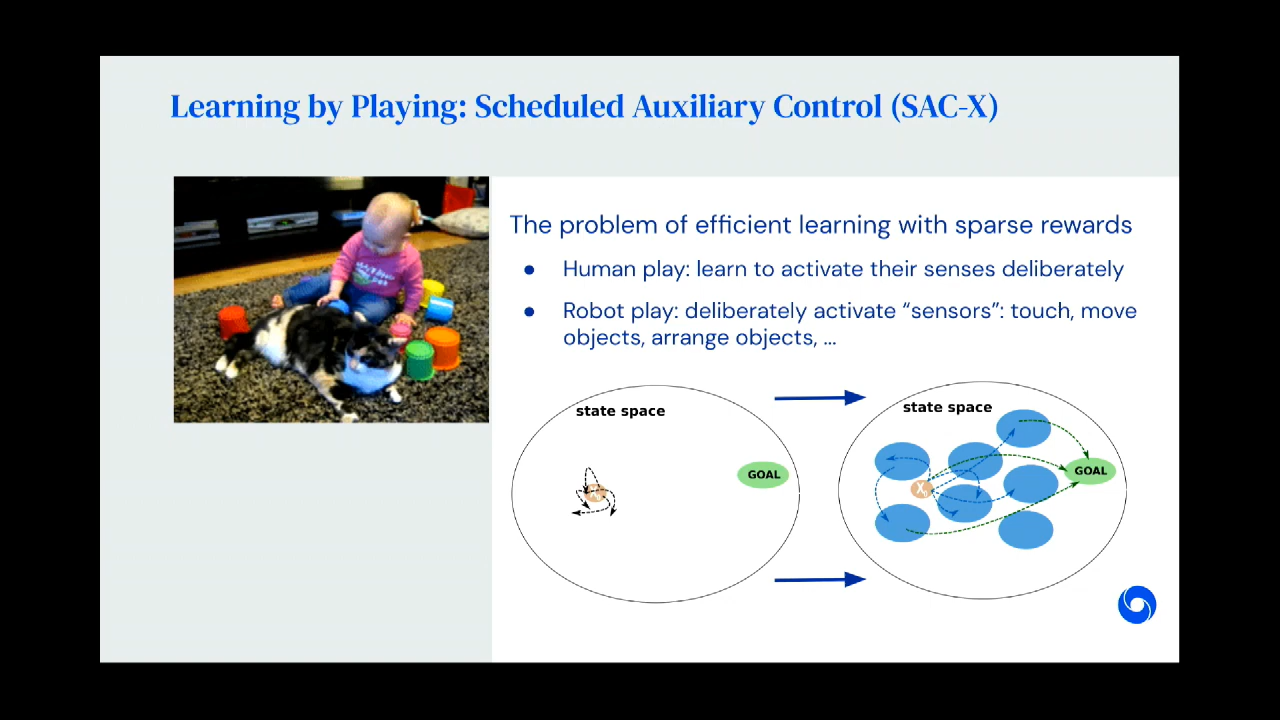 Learning by Playing: Scheduled Auxiliary Control (SAC-X)
The problem of efficient learning with sparse rewards
● Human play: learn to activate their senses deliberately
● Robot play: deliberately activate “sensors”: touch, move
objects, arrange objects, ...
state space
GOAL
X₀
state space
GOAL
X₀